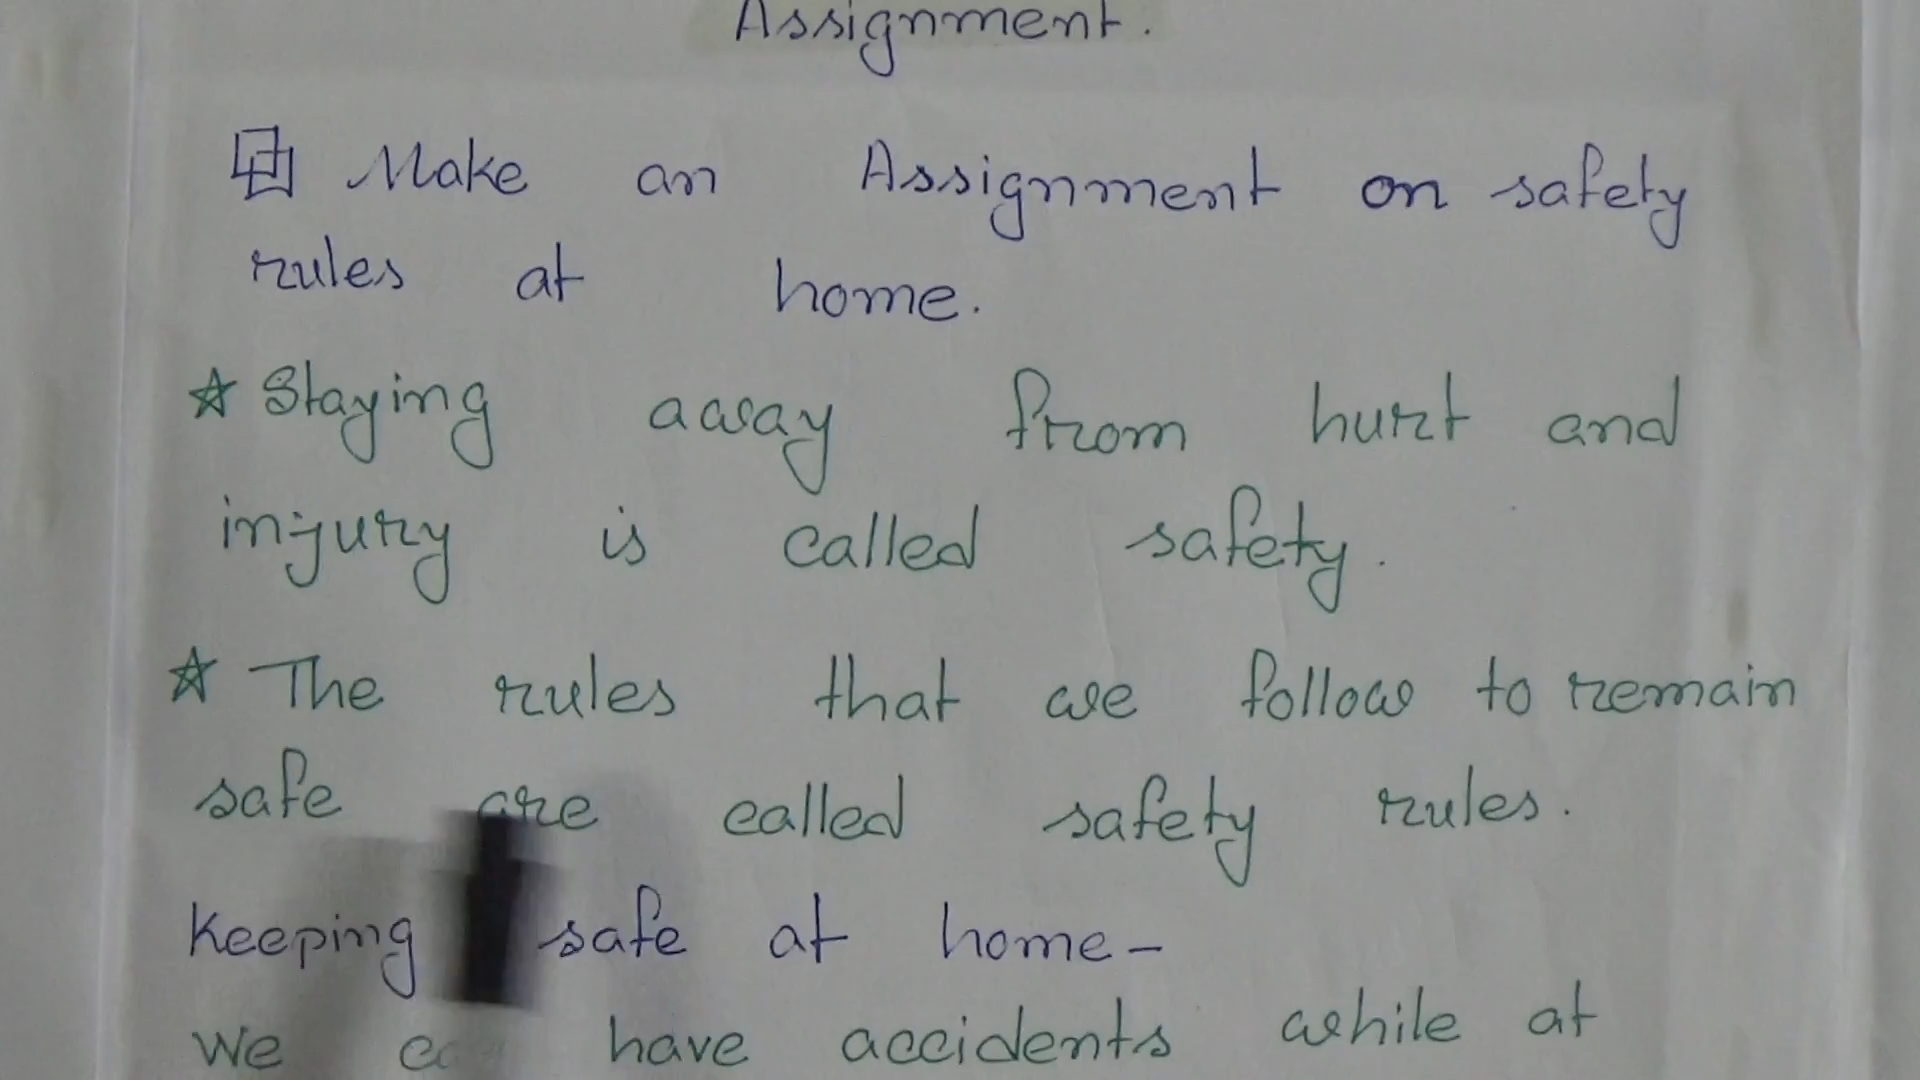 Assignment.
Make an Assignment on safety
rules at home.
Staying away from hurt and
injury is called safety.
The rules that we follow to remain
safe are called safety rules.
Keeping safe at home-
We have accidents while at